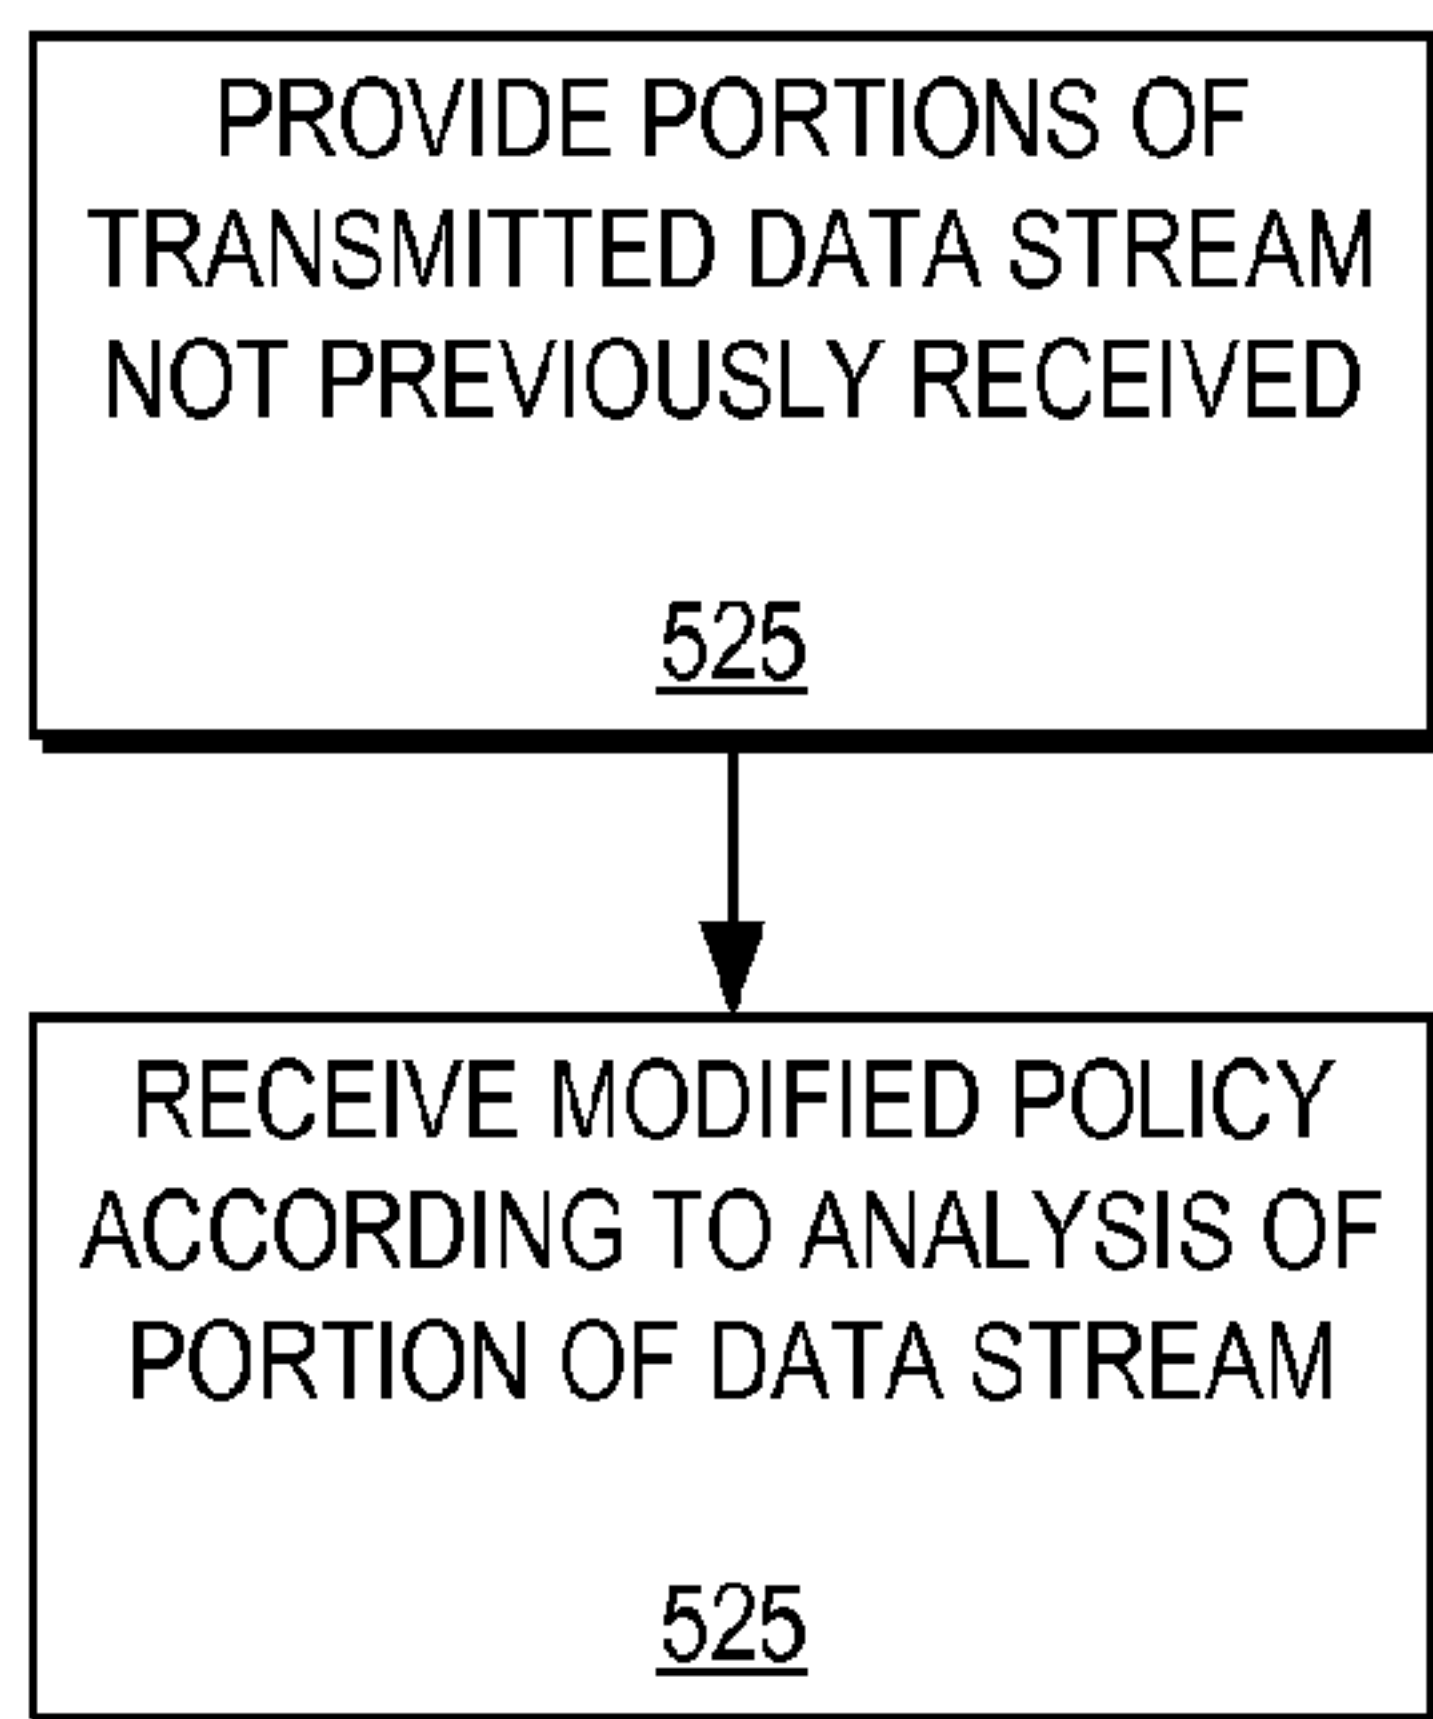 PROVIDE PORTIONS OF
TRANSMITTED DATA STREAM
NOT PREVIOUSLY RECEIVED
525
RECEIVE MODIFIED POLICY
ACCORDING TO ANALYSIS OF
PORTION OF DATA STREAM
525